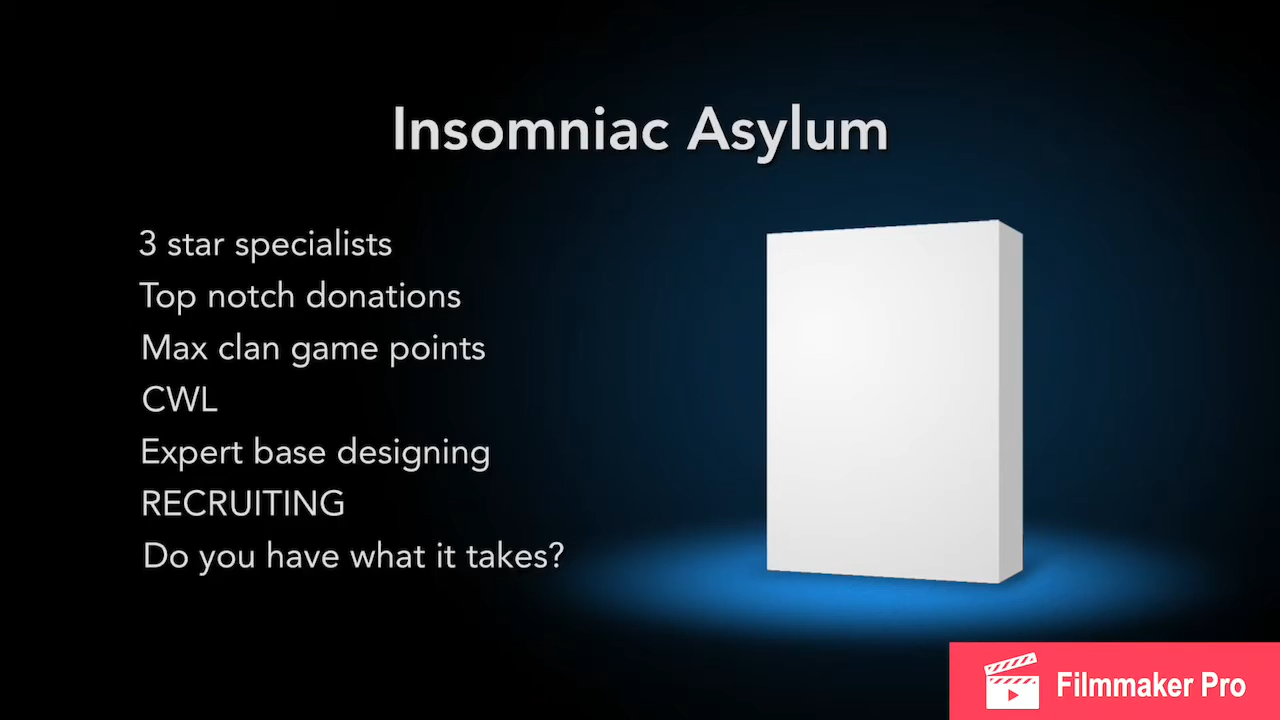 Insomniac Asylum
3 star specialists
Top notch donations
Max clan game points
CWL
Expert base designing
RECRUITING
Do you have what it takes?
Filmmaker Pro